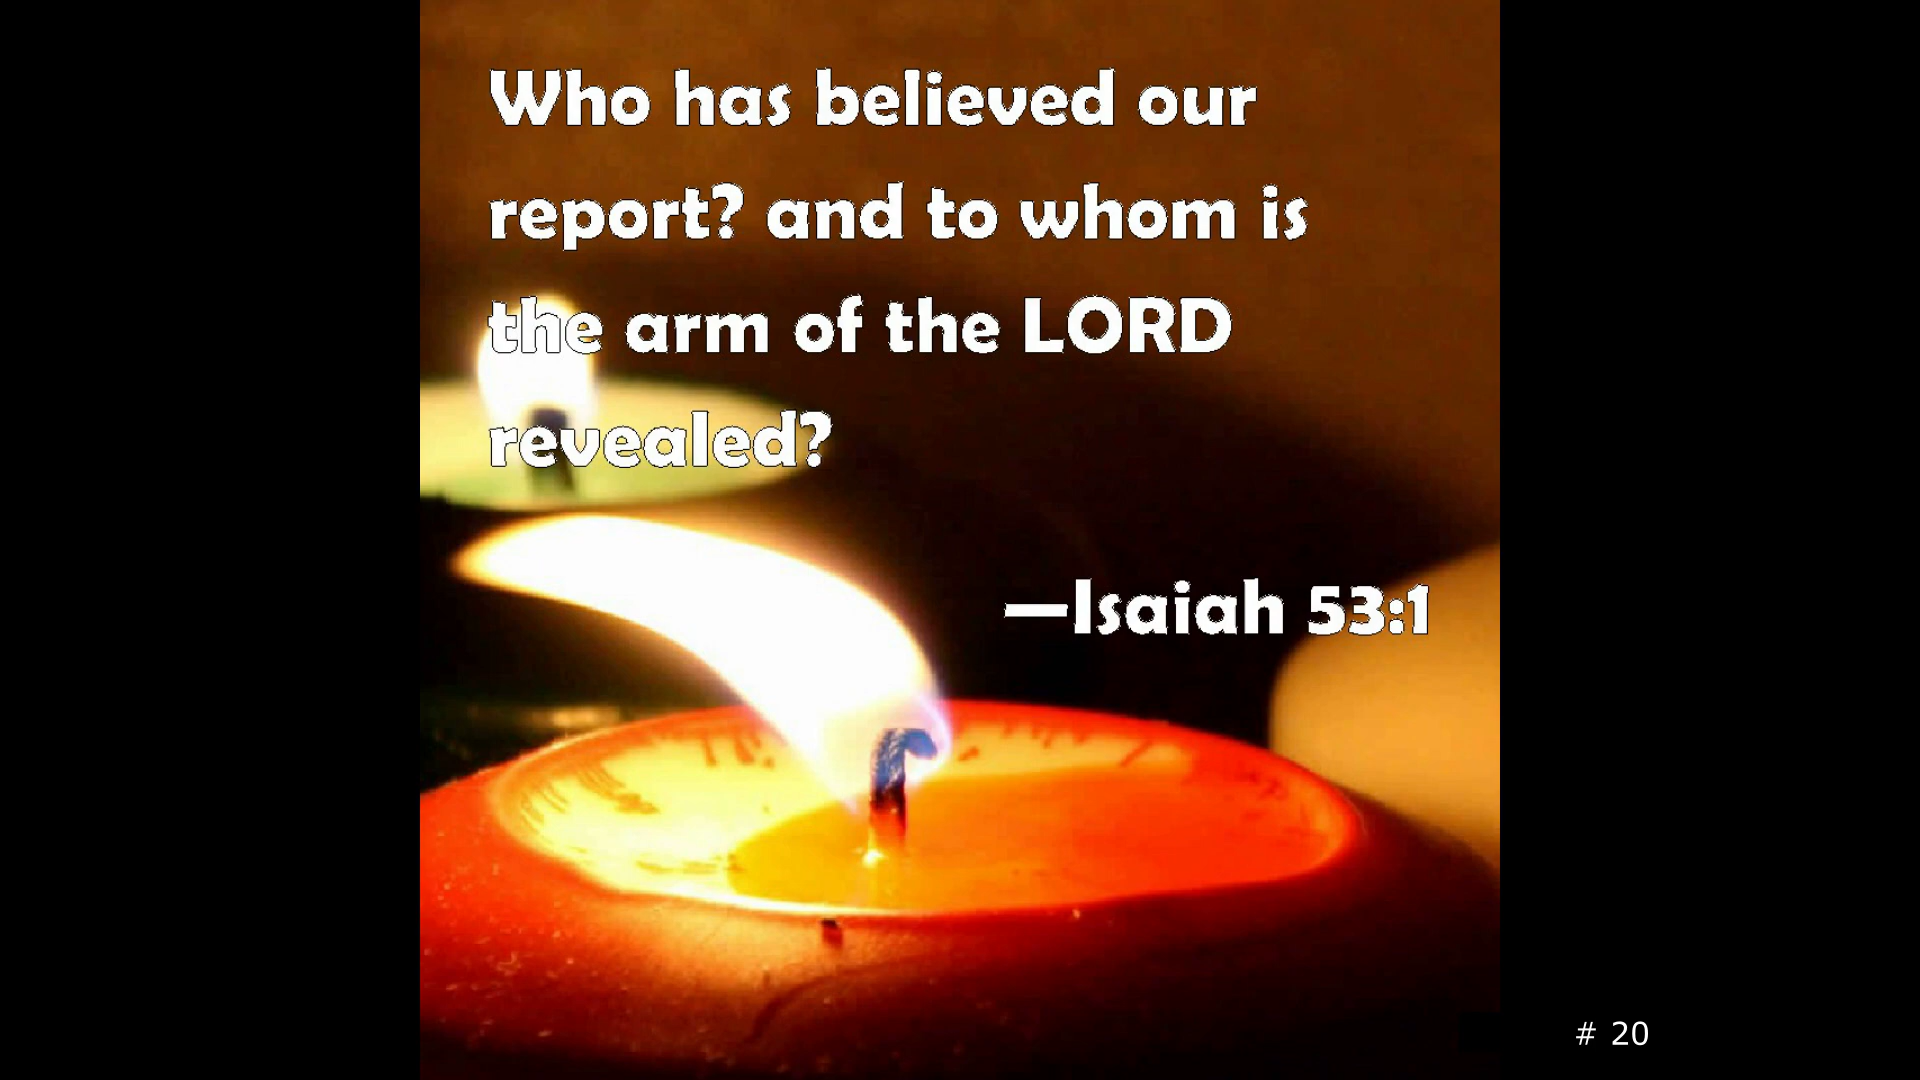 Who has believed our
report? and to whom is
the arm of the LORD
revealed?
—Isaiah 53:1
# 20